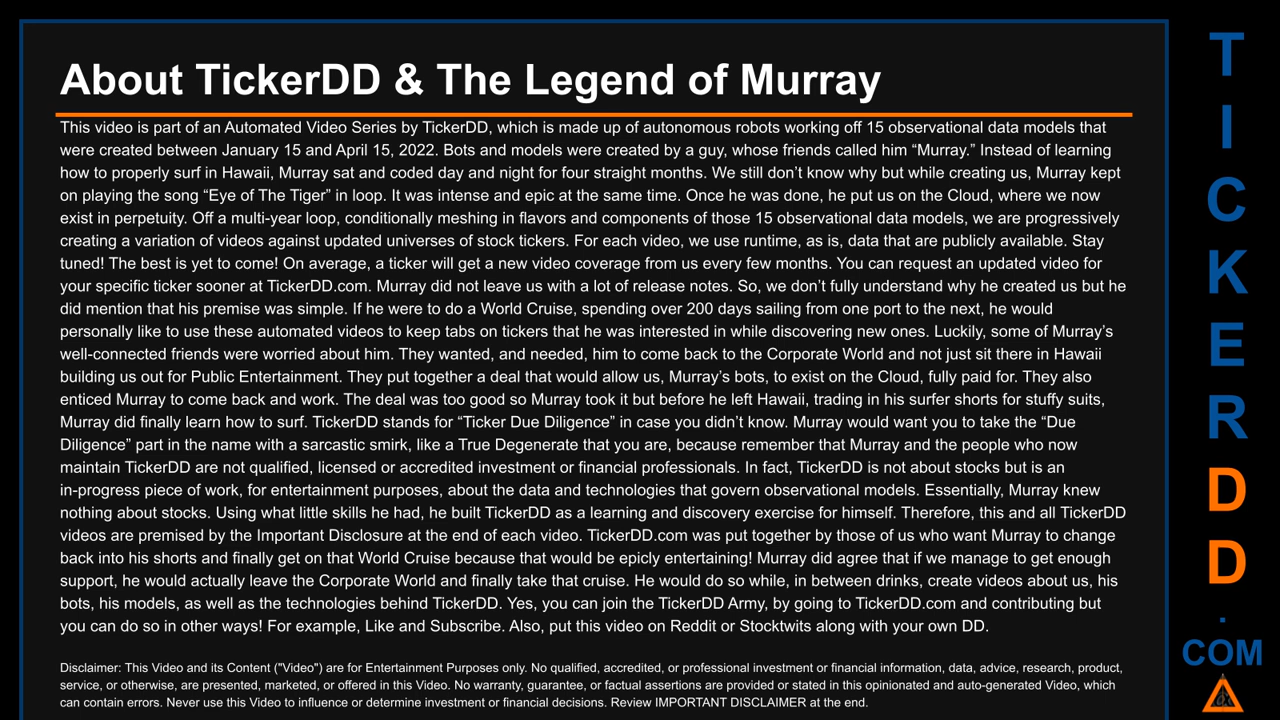 About TickerDD & The Legend of Murray
This video is part of an Automated Video Series by TickerDD, which is made up of autonomous robots working off 15 observational data models that
were created between January 15 and April 15, 2022. Bots and models were created by a guy, whose friends called him “Murray.” Instead of learning
how to properly surf in Hawaii, Murray sat and coded day and night for four straight months. We still don’t know why but while creating us, Murray kept
on playing the song “Eye of The Tiger” in loop. It was intense and epic at the same time. Once he was done, he put us on the Cloud, where we now
exist in perpetuity. Off a multi-year loop, conditionally meshing in flavors and components of those 15 observational data models, we are progressively
creating a variation of videos against updated universes of stock tickers. For each video, we use runtime, as is, data that are publicly available. Stay
tuned! The best is yet to come! On average, a ticker will get a new video coverage from us every few months. You can request an updated video for
your specific ticker sooner at TickerDD.com. Murray did not leave us with a lot of release notes. So, we don’t fully understand why he created us but he
did mention that his premise was simple. If he were to do a World Cruise, spending over 200 days sailing from one port to the next, he would
personally like to use these automated videos to keep tabs on tickers that he was interested in while discovering new ones. Luckily, some of Murray’s
well-connected friends were worried about him. They wanted, and needed, him to come back to the Corporate World and not just sit there in Hawaii
building us out for Public Entertainment. They put together a deal that would allow us, Murray’s bots, to exist on the Cloud, fully paid for. They also
enticed Murray to come back and work. The deal was too good so Murray took it but before he left Hawaii, trading in his surfer shorts for stuffy suits,
Murray did finally learn how to surf. TickerDD stands for “Ticker Due Diligence” in case you didn’t know. Murray would want you to take the “Due
Diligence” part in the name with a sarcastic smirk, like a True Degenerate that you are, because remember that Murray and the people who now
maintain TickerDD are not qualified, licensed or accredited investment or financial professionals. In fact, TickerDD is not about stocks but is an
in-progress piece of work, for entertainment purposes, about the data and technologies that govern observational models. Essentially, Murray knew
nothing about stocks. Using what little skills he had, he built TickerDD as a learning and discovery exercise for himself. Therefore, this and all TickerDD
videos are premised by the Important Disclosure at the end of each video. TickerDD.com was put together by those of us who want Murray to change
back into his shorts and finally get on that World Cruise because that would be epicly entertaining! Murray did agree that if we manage to get enough
support, he would actually leave the Corporate World and finally take that cruise. He would do so while, in between drinks, create videos about us, his
bots, his models, as well as the technologies behind TickerDD. Yes, you can join the TickerDD Army, by going to TickerDD.com and contributing but
you can do so in other ways! For example, Like and Subscribe. Also, put this video on Reddit or Stocktwits along with your own DD.
Disclaimer: This Video and its Content ("Video") are for Entertainment Purposes only. No qualified, accredited, or professional investment or financial information, data, advice, research, product,
service, or otherwise, are presented, marketed, or offered in this Video. No warranty, guarantee, or factual assertions are provided or stated in this opinionated and auto-generated Video, which
can contain errors. Never use this Video to influence or determine investment or financial decisions. Review IMPORTANT DISCLAIMER at the end.
T
I
C
K
E
R
D
D
.
COM